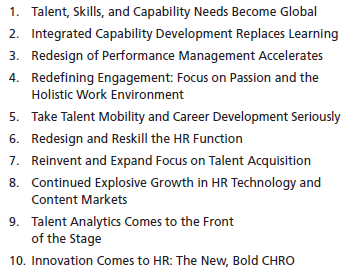 1. Talent, Skills, and Capability Needs Become Global
2. Integrated Capability Development Replaces Learning
3. Redesign of Performance Management Accelerates
4. Redefining Engagement: Focus on Passion and the
Holistic Work Environment
5. Take Talent Mobility and Career Development Seriously
6. Redesign and Reskill the HR Function
7. Reinvent and Expand Focus on Talent Acquisition
8. Continued Explosive Growth in HR Technology and
Content Markets
9. Talent Analytics Comes to the Front
of the Stage
10. Innovation Comes to HR: The New, Bold CHRO